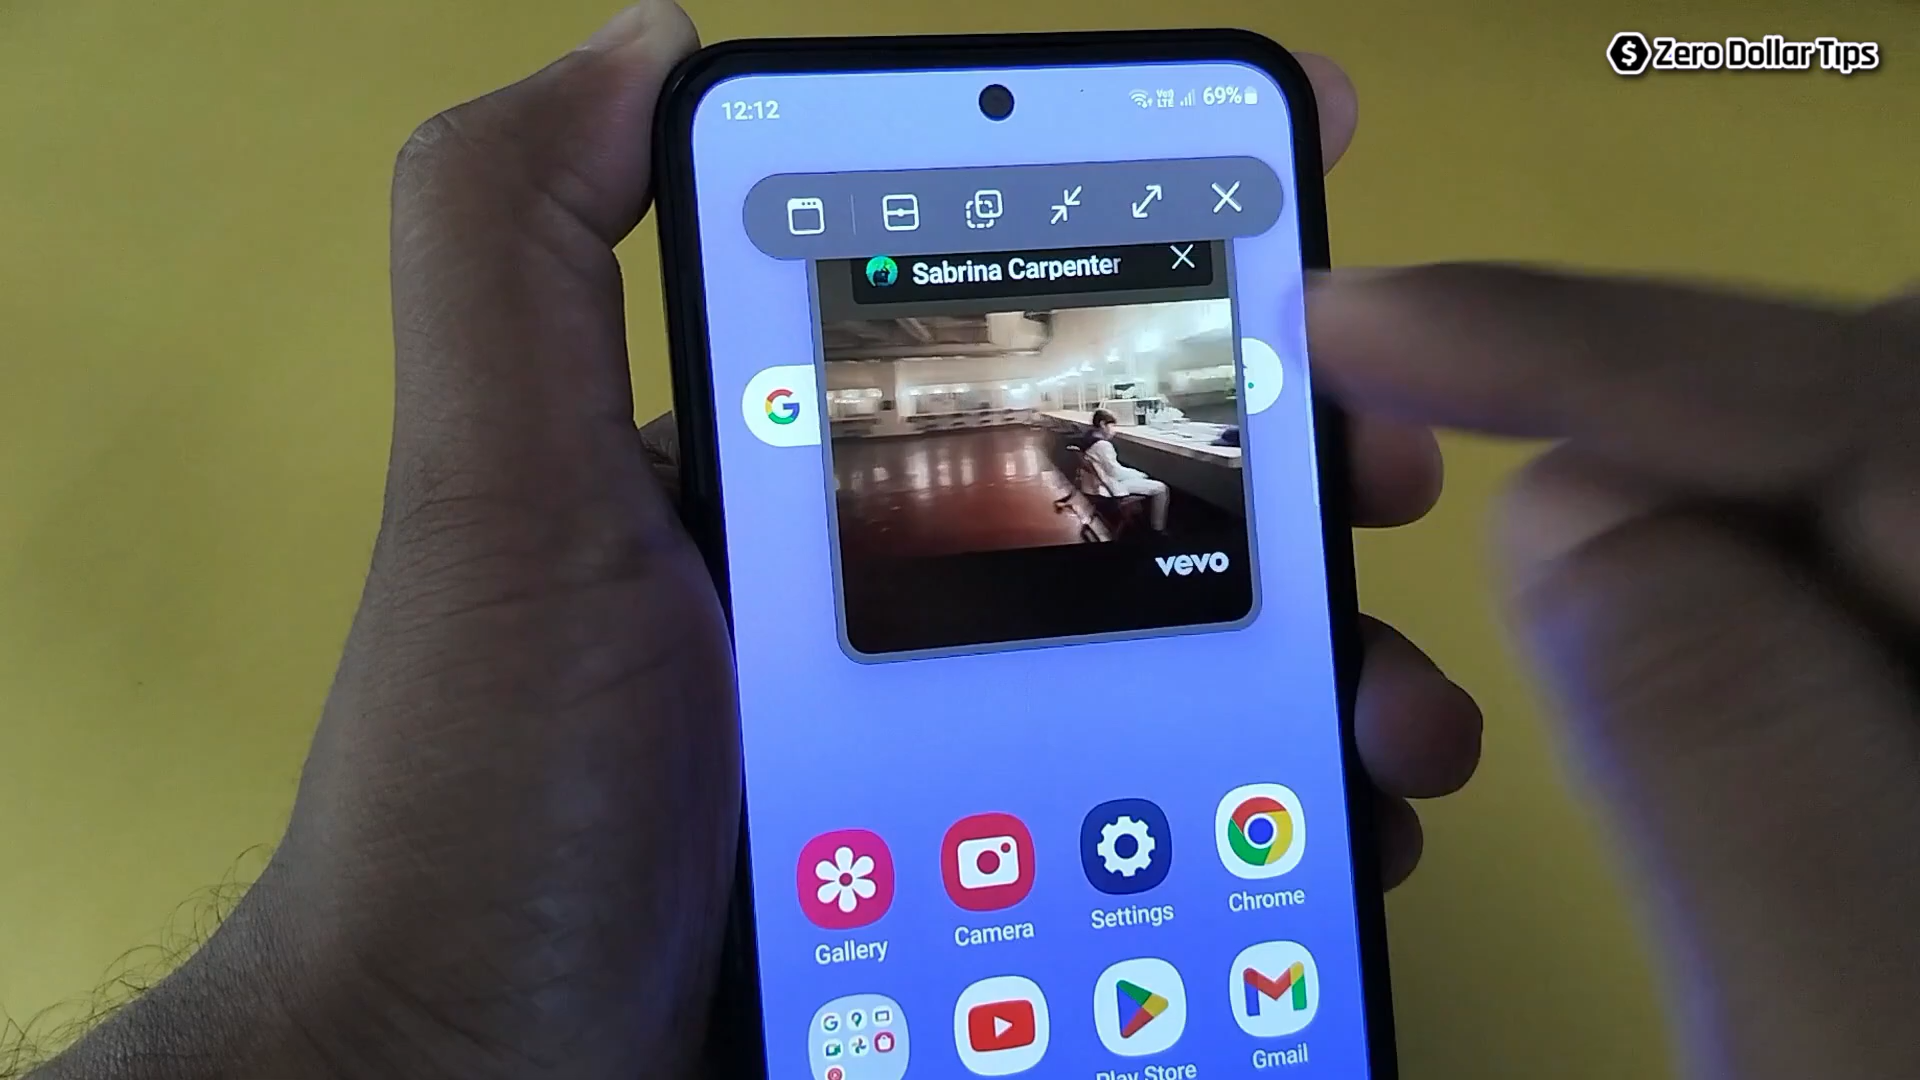 Zero Dollar Tips
12:12
69%
Sabrina Carpenter
vevo
Gallery
Camera
Settings
Chrome
Play Store
Gmail